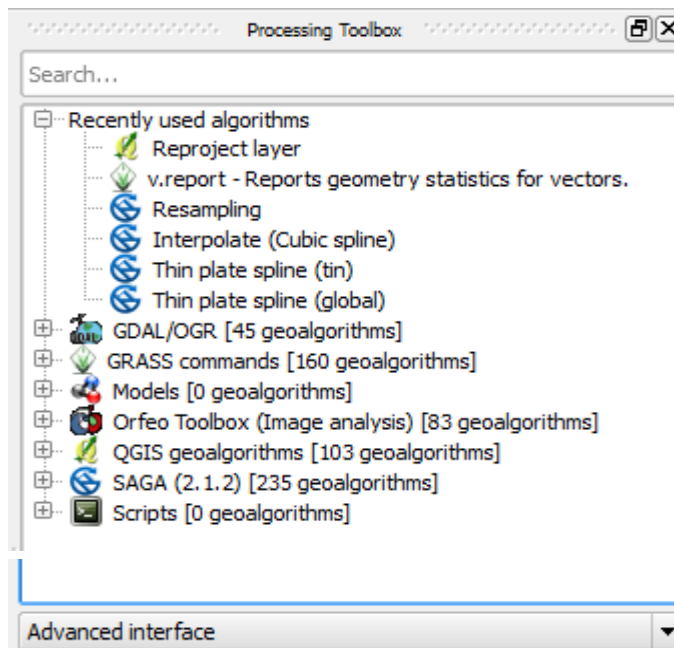 Processing Toolbox
Search...
Recently used algorithms
Reproject layer
v.report - Reports geometry statistics for vectors.
Resampling
Interpolate (Cubic spline)
Thin plate spline (tin)
Thin plate spline (global)
GDAL/OGR [45 geoalgorithms]
GRASS commands [160 geoalgorithms]
Models [0 geoalgorithms]
Orfeo Toolbox (Image analysis) [83 geoalgorithms]
QGIS geoalgorithms [103 geoalgorithms]
SAGA (2.1.2) [235 geoalgorithms]
Scripts [0 geoalgorithms]
Advanced interface